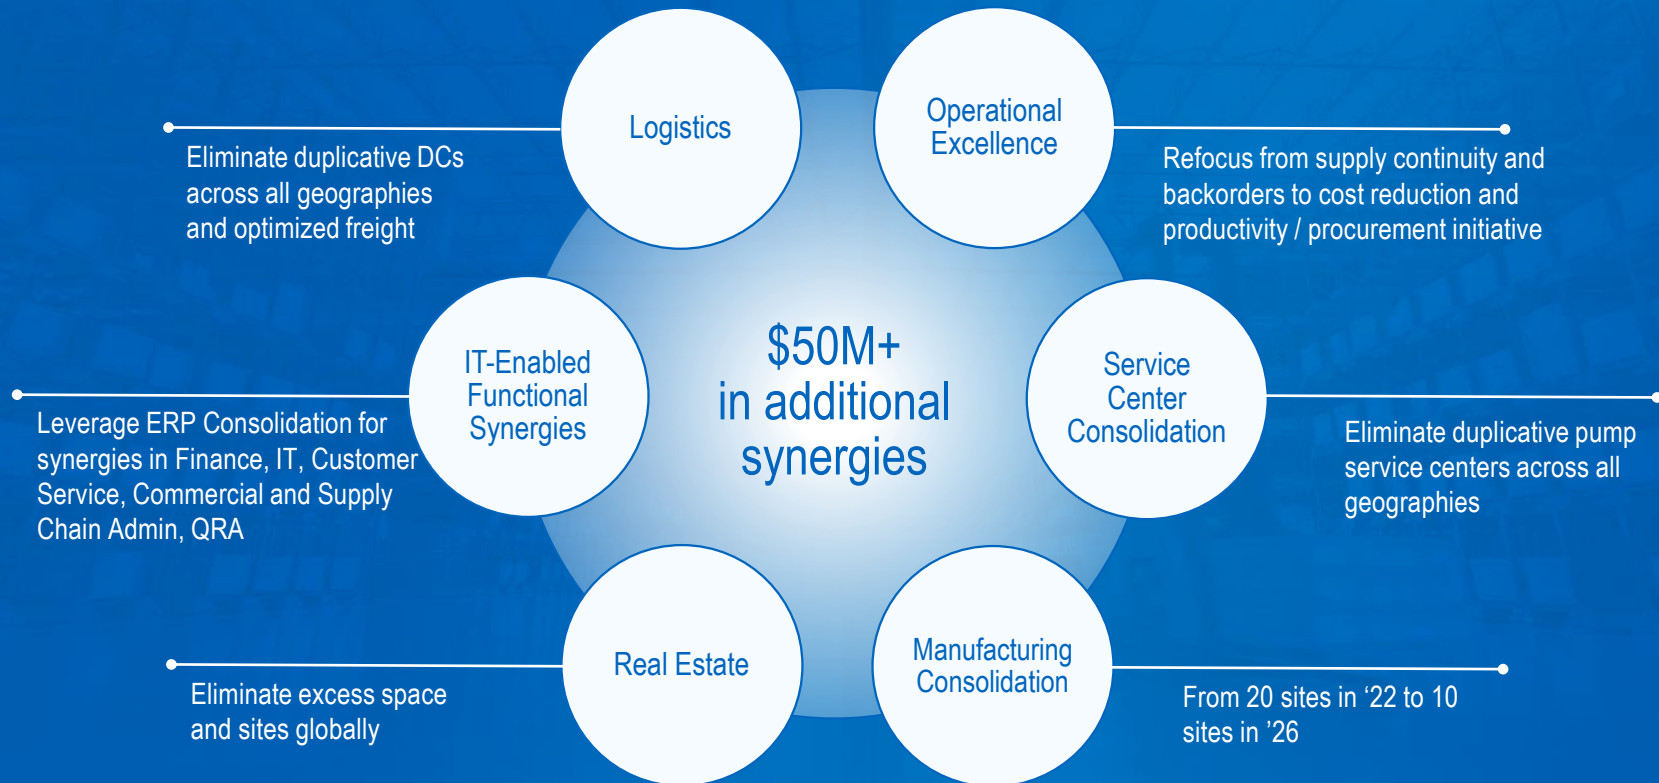 Logistics
Eliminate duplicative DCs
across all geographies
and optimized freight
Operational
Excellence
Refocus from supply continuity and
backorders to cost reduction and
productivity / procurement initiative
IT-Enabled
Functional
Synergies
Leverage ERP Consolidation for
synergies in Finance, IT, Customer
Service, Commercial and Supply
Chain Admin, QRA
$50M+
in additional
synergies
Service
Center
Consolidation
Eliminate duplicative pump
service centers across all
geographies
Real Estate
Eliminate excess space
and sites globally
Manufacturing
Consolidation
From 20 sites in ‘22 to 10
sites in ’26